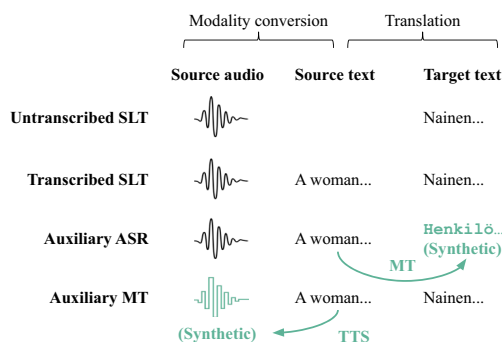 Modality conversion Translation
Source audio Source text Target text
Untranscribed SLT Nainen...
Transcribed SLT A woman... Nainen...
Auxiliary ASR A woman... Henkilö…
(Synthetic)
MT
Auxiliary MT A woman... Nainen...
(Synthetic) TTS